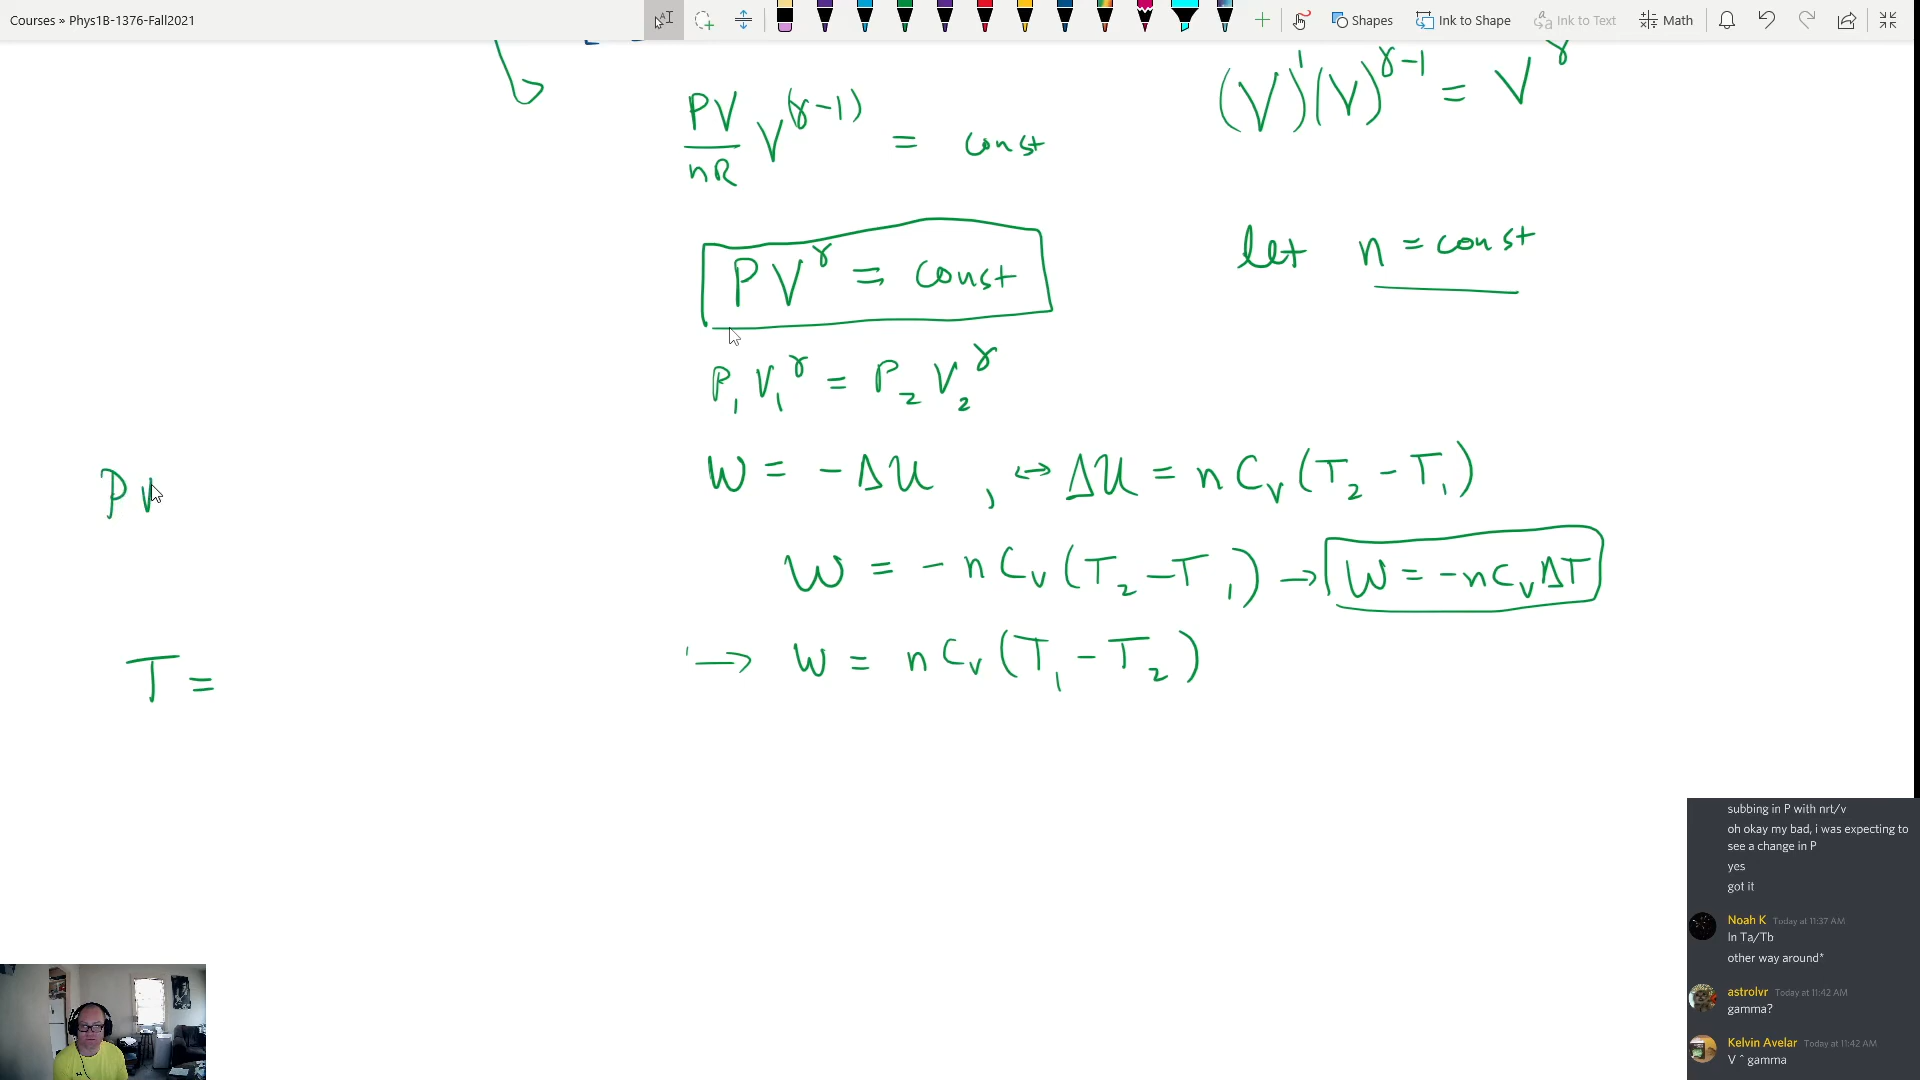 Courses » Phys1B-1376-Fall2021
Shapes Ink to Shape Ink to Text Math
(V)¹(V)^{γ-1} = V^γ
PV/nR V^{(γ-1)} = const
PV^γ = const
let n = const
P₁V₁^γ = P₂V₂^γ
W = -ΔU , ↔ ΔU = nC_V(T₂ - T₁)
PV
W = -nC_V(T₂ - T₁) → W = -nC_VΔT
T =
→ W = nC_V(T₁ - T₂)
subbing in P with nrt/v
oh okay my bad, i was expecting to
see a change in P
yes
got it
Noah K Today at 11:37 AM
ln Ta/Tb
other way around*
astrolvr Today at 11:42 AM
gamma?
Kelvin Avelar Today at 11:42 AM
V ^ gamma